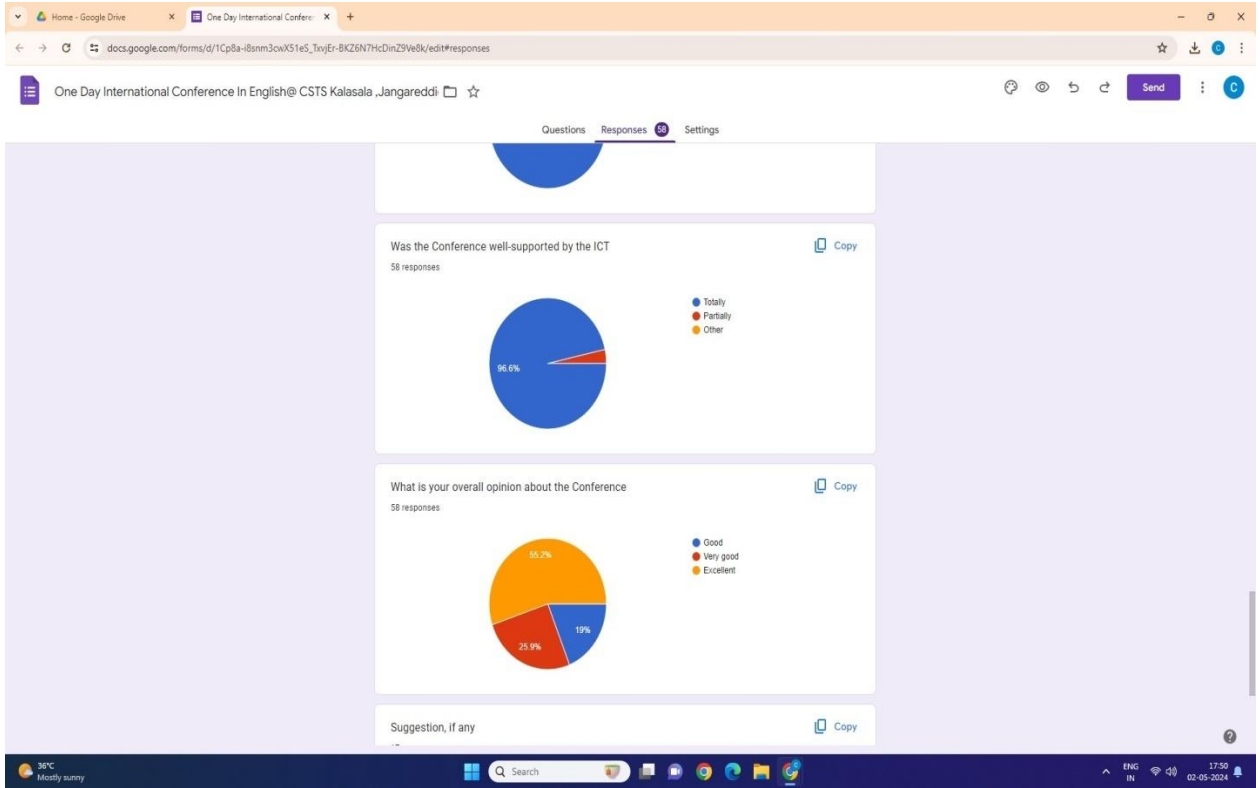 Home - Google Drive
One Day International Confere
docs.google.com/forms/d/1Cp8a-i8snm3cwX51eS_TxvjEr-BKZ6N7HcDinZ9Ve8k/edit#responses
One Day International Conference In English@ CSTS Kalasala ,Jangareddi
Send
C
Questions Responses 58 Settings
Was the Conference well-supported by the ICT
Copy
58 responses
Totally
Partially
Other
96.6%
What is your overall opinion about the Conference
Copy
58 responses
Good
Very good
Excellent
55.2%
19%
25.9%
Suggestion, if any
Copy
36°C
Mostly sunny
Search
ENG
IN
17:50
02-05-2024